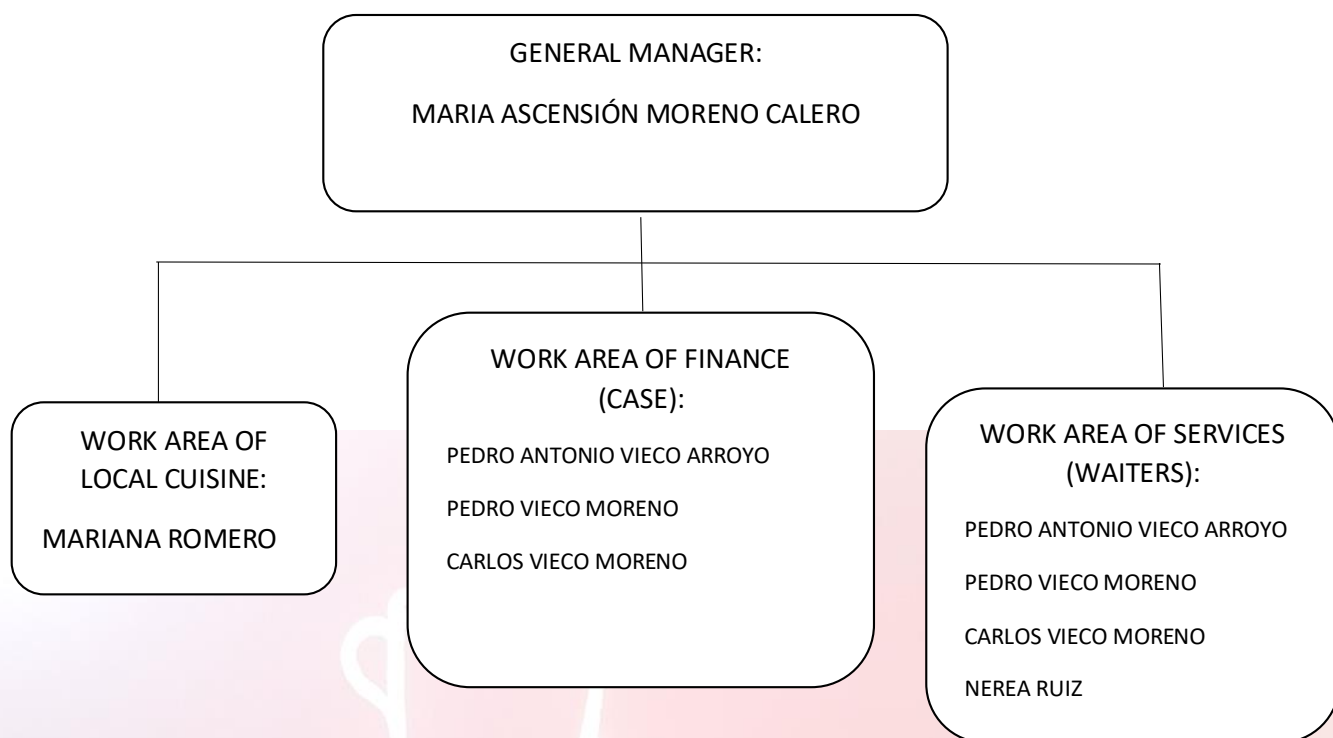 GENERAL MANAGER:
MARIA ASCENSIÓN MORENO CALERO
WORK AREA OF
LOCAL CUISINE:
MARIANA ROMERO
WORK AREA OF FINANCE
(CASE):
PEDRO ANTONIO VIECO ARROYO
PEDRO VIECO MORENO
CARLOS VIECO MORENO
WORK AREA OF SERVICES
(WAITERS):
PEDRO ANTONIO VIECO ARROYO
PEDRO VIECO MORENO
CARLOS VIECO MORENO
NEREA RUIZ